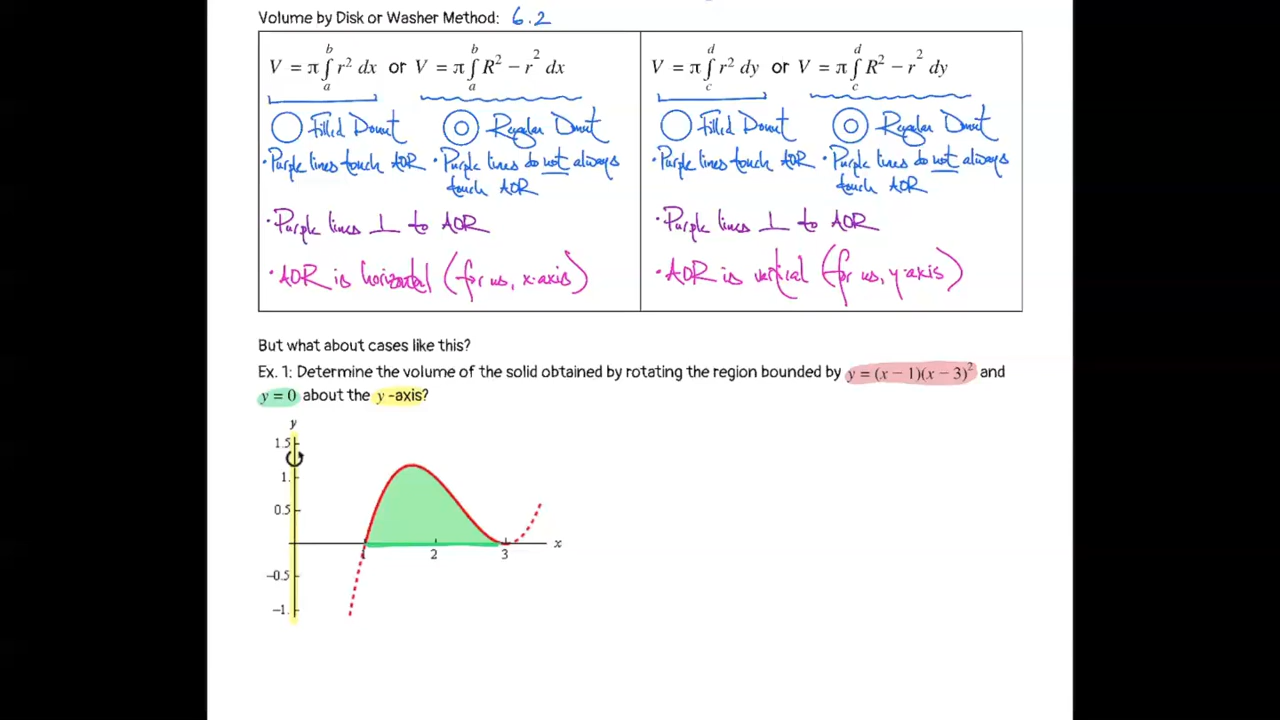 Volume by Disk or Washer Method: 6.2
b b
V = π ∫ r² dx or V = π ∫ R² − r² dx
a a
Filled Donut Regular Donut
• Purple lines touch AOR • Purple lines do not always
touch AOR
• Purple lines ⊥ to AOR
• AOR is horizontal (for us, x-axis)
d d
V = π ∫ r² dy or V = π ∫ R² − r² dy
c c
Filled Donut Regular Donut
• Purple lines touch AOR • Purple lines do not always
touch AOR
• Purple lines ⊥ to AOR
• AOR is vertical (for us, y-axis)
But what about cases like this?
Ex. 1: Determine the volume of the solid obtained by rotating the region bounded by y = (x − 1)(x − 3)² and
y = 0 about the y -axis?
y
1.5
1.
0.5
x
1 2 3
−0.5
−1.